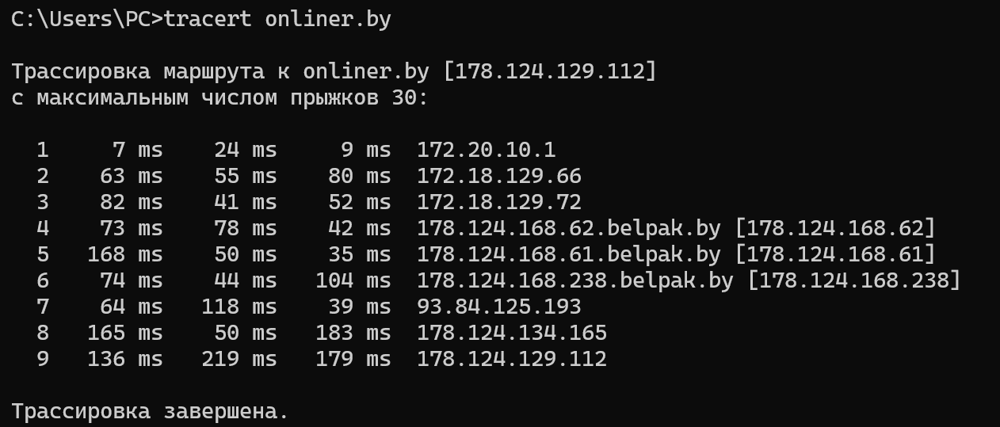 C:\Users\PC>tracert onliner.by
Трассировка маршрута к onliner.by [178.124.129.112]
с максимальным числом прыжков 30:
1 7 ms 24 ms 9 ms 172.20.10.1
2 63 ms 55 ms 80 ms 172.18.129.66
3 82 ms 41 ms 52 ms 172.18.129.72
4 73 ms 78 ms 42 ms 178.124.168.62.belpak.by [178.124.168.62]
5 168 ms 50 ms 35 ms 178.124.168.61.belpak.by [178.124.168.61]
6 74 ms 44 ms 104 ms 178.124.168.238.belpak.by [178.124.168.238]
7 64 ms 118 ms 39 ms 93.84.125.193
8 165 ms 50 ms 183 ms 178.124.134.165
9 136 ms 219 ms 179 ms 178.124.129.112
Трассировка завершена.